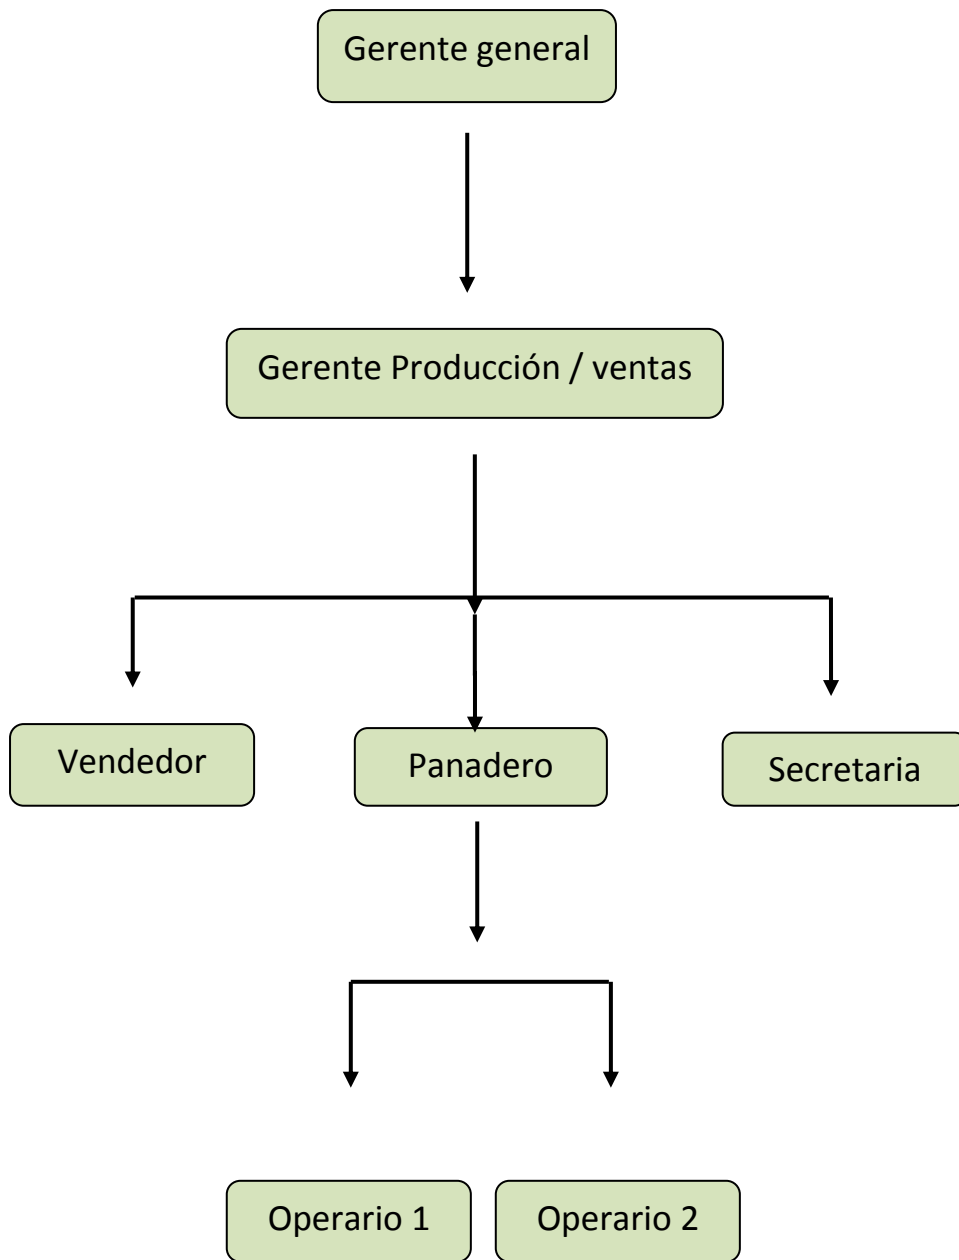 Gerente general
Gerente Producción / ventas
Vendedor
Panadero
Secretaria
Operario 1
Operario 2